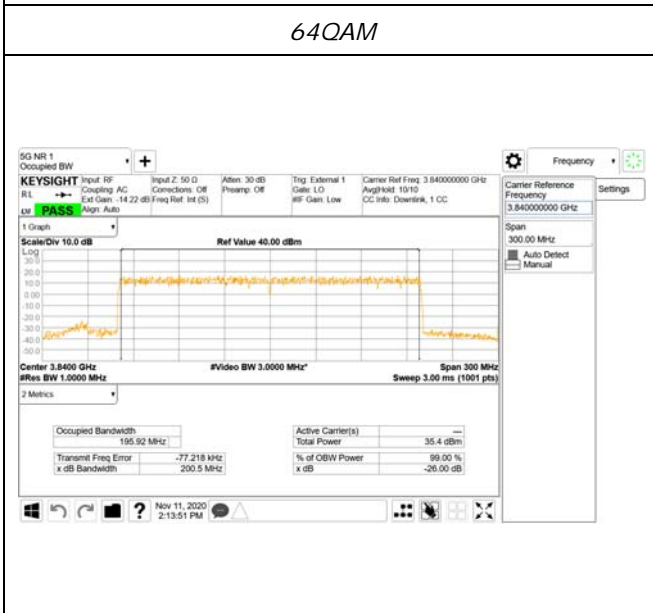 64QAM
5G NR 1
Occupied BW
Frequency
KEYSIGHT
Input: RF
Input Z: 50 Ω
Atten: 30 dB
Trig: External 1
Carrier Ref Freq: 3.840000000 GHz
RL
Coupling: AC
Corrections: Off
Preamp: Off
Gate: LO
Avg|Hold: 10/10
Ext Gain: -14.22 dB
Freq Ref: Int (S)
#IF Gain: Low
CC Info: Downlink, 1 CC
PASS
Align: Auto
Carrier Reference
Frequency
3.840000000 GHz
Settings
Span
300.00 MHz
Auto Detect
Manual
1 Graph
Scale/Div 10.0 dB
Ref Value 40.00 dBm
Log
30.0
20.0
10.0
0.00
-10.0
-20.0
-30.0
-40.0
-50.0
Center 3.8400 GHz
#Video BW 3.0000 MHz*
Span 300 MHz
#Res BW 1.0000 MHz
Sweep 3.00 ms (1001 pts)
2 Metrics
Occupied Bandwidth
195.92 MHz
Active Carrier(s)
---
Total Power
35.4 dBm
Transmit Freq Error
-77.218 kHz
% of OBW Power
99.00 %
x dB Bandwidth
200.5 MHz
x dB
-26.00 dB
Nov 11, 2020
2:13:51 PM